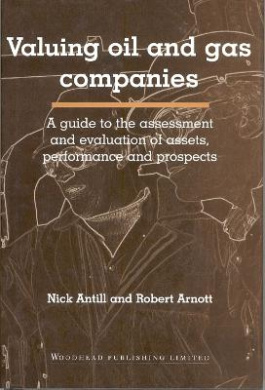 Valuing oil and gas
companies
A guide to the assessment
and evaluation of assets,
performance and prospects
Nick Antill and Robert Arnott
WOODHEAD PUBLISHING LIMITED